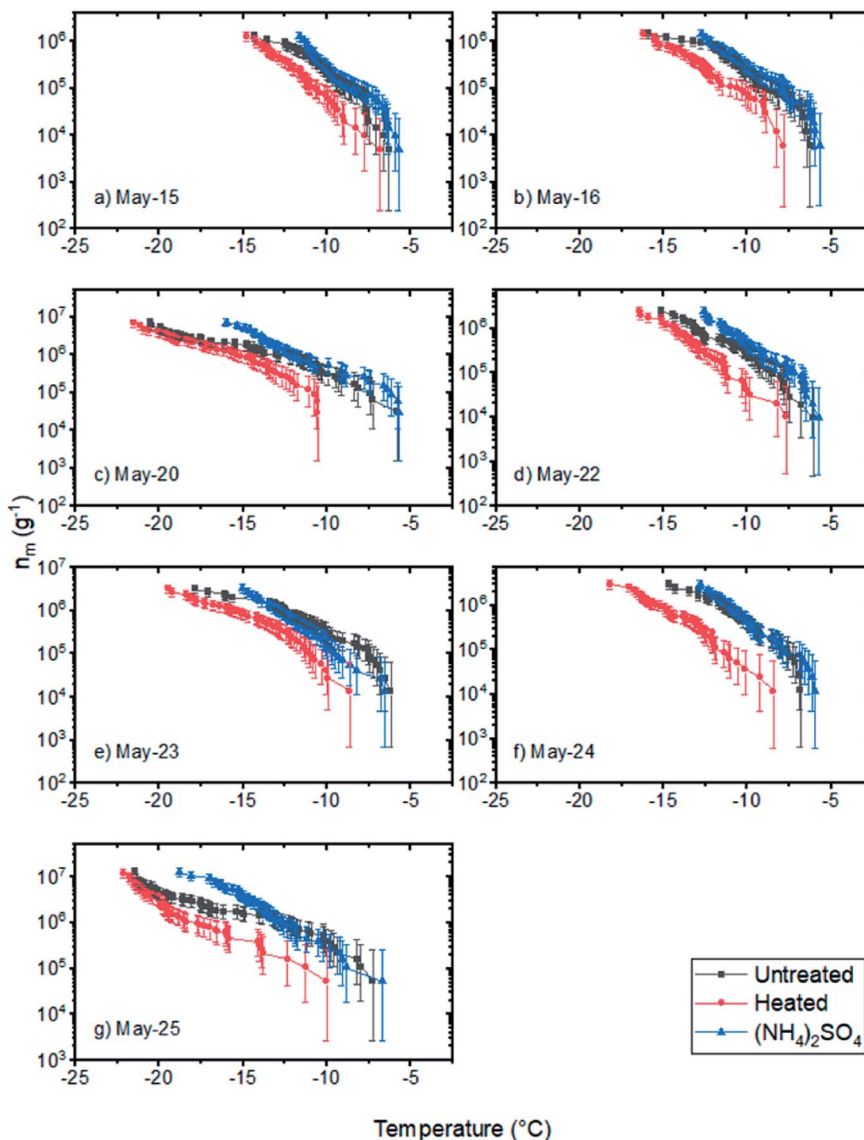 10⁶
10⁵
10⁴
10³
10²
-25 -20 -15 -10 -5
a) May-15
10⁶
10⁵
10⁴
10³
10²
-25 -20 -15 -10 -5
b) May-16
10⁷
10⁶
10⁵
10⁴
10³
10²
-25 -20 -15 -10 -5
c) May-20
10⁶
10⁵
10⁴
10³
10²
-25 -20 -15 -10 -5
d) May-22
nₘ (g⁻¹)
10⁷
10⁶
10⁵
10⁴
10³
10²
-25 -20 -15 -10 -5
e) May-23
10⁶
10⁵
10⁴
10³
10²
-25 -20 -15 -10 -5
f) May-24
10⁷
10⁶
10⁵
10⁴
10³
-25 -20 -15 -10 -5
g) May-25
Untreated
Heated
(NH₄)₂SO₄
Temperature (°C)